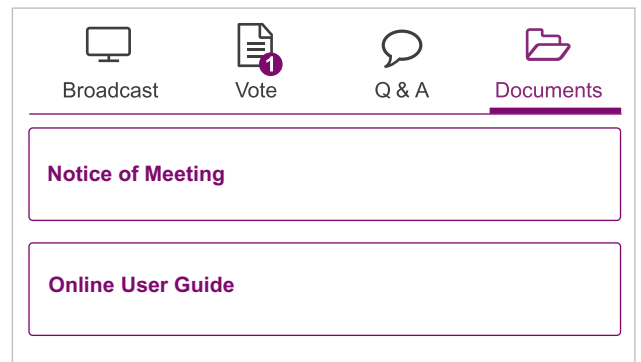 1
Broadcast Vote Q & A Documents
Notice of Meeting
Online User Guide